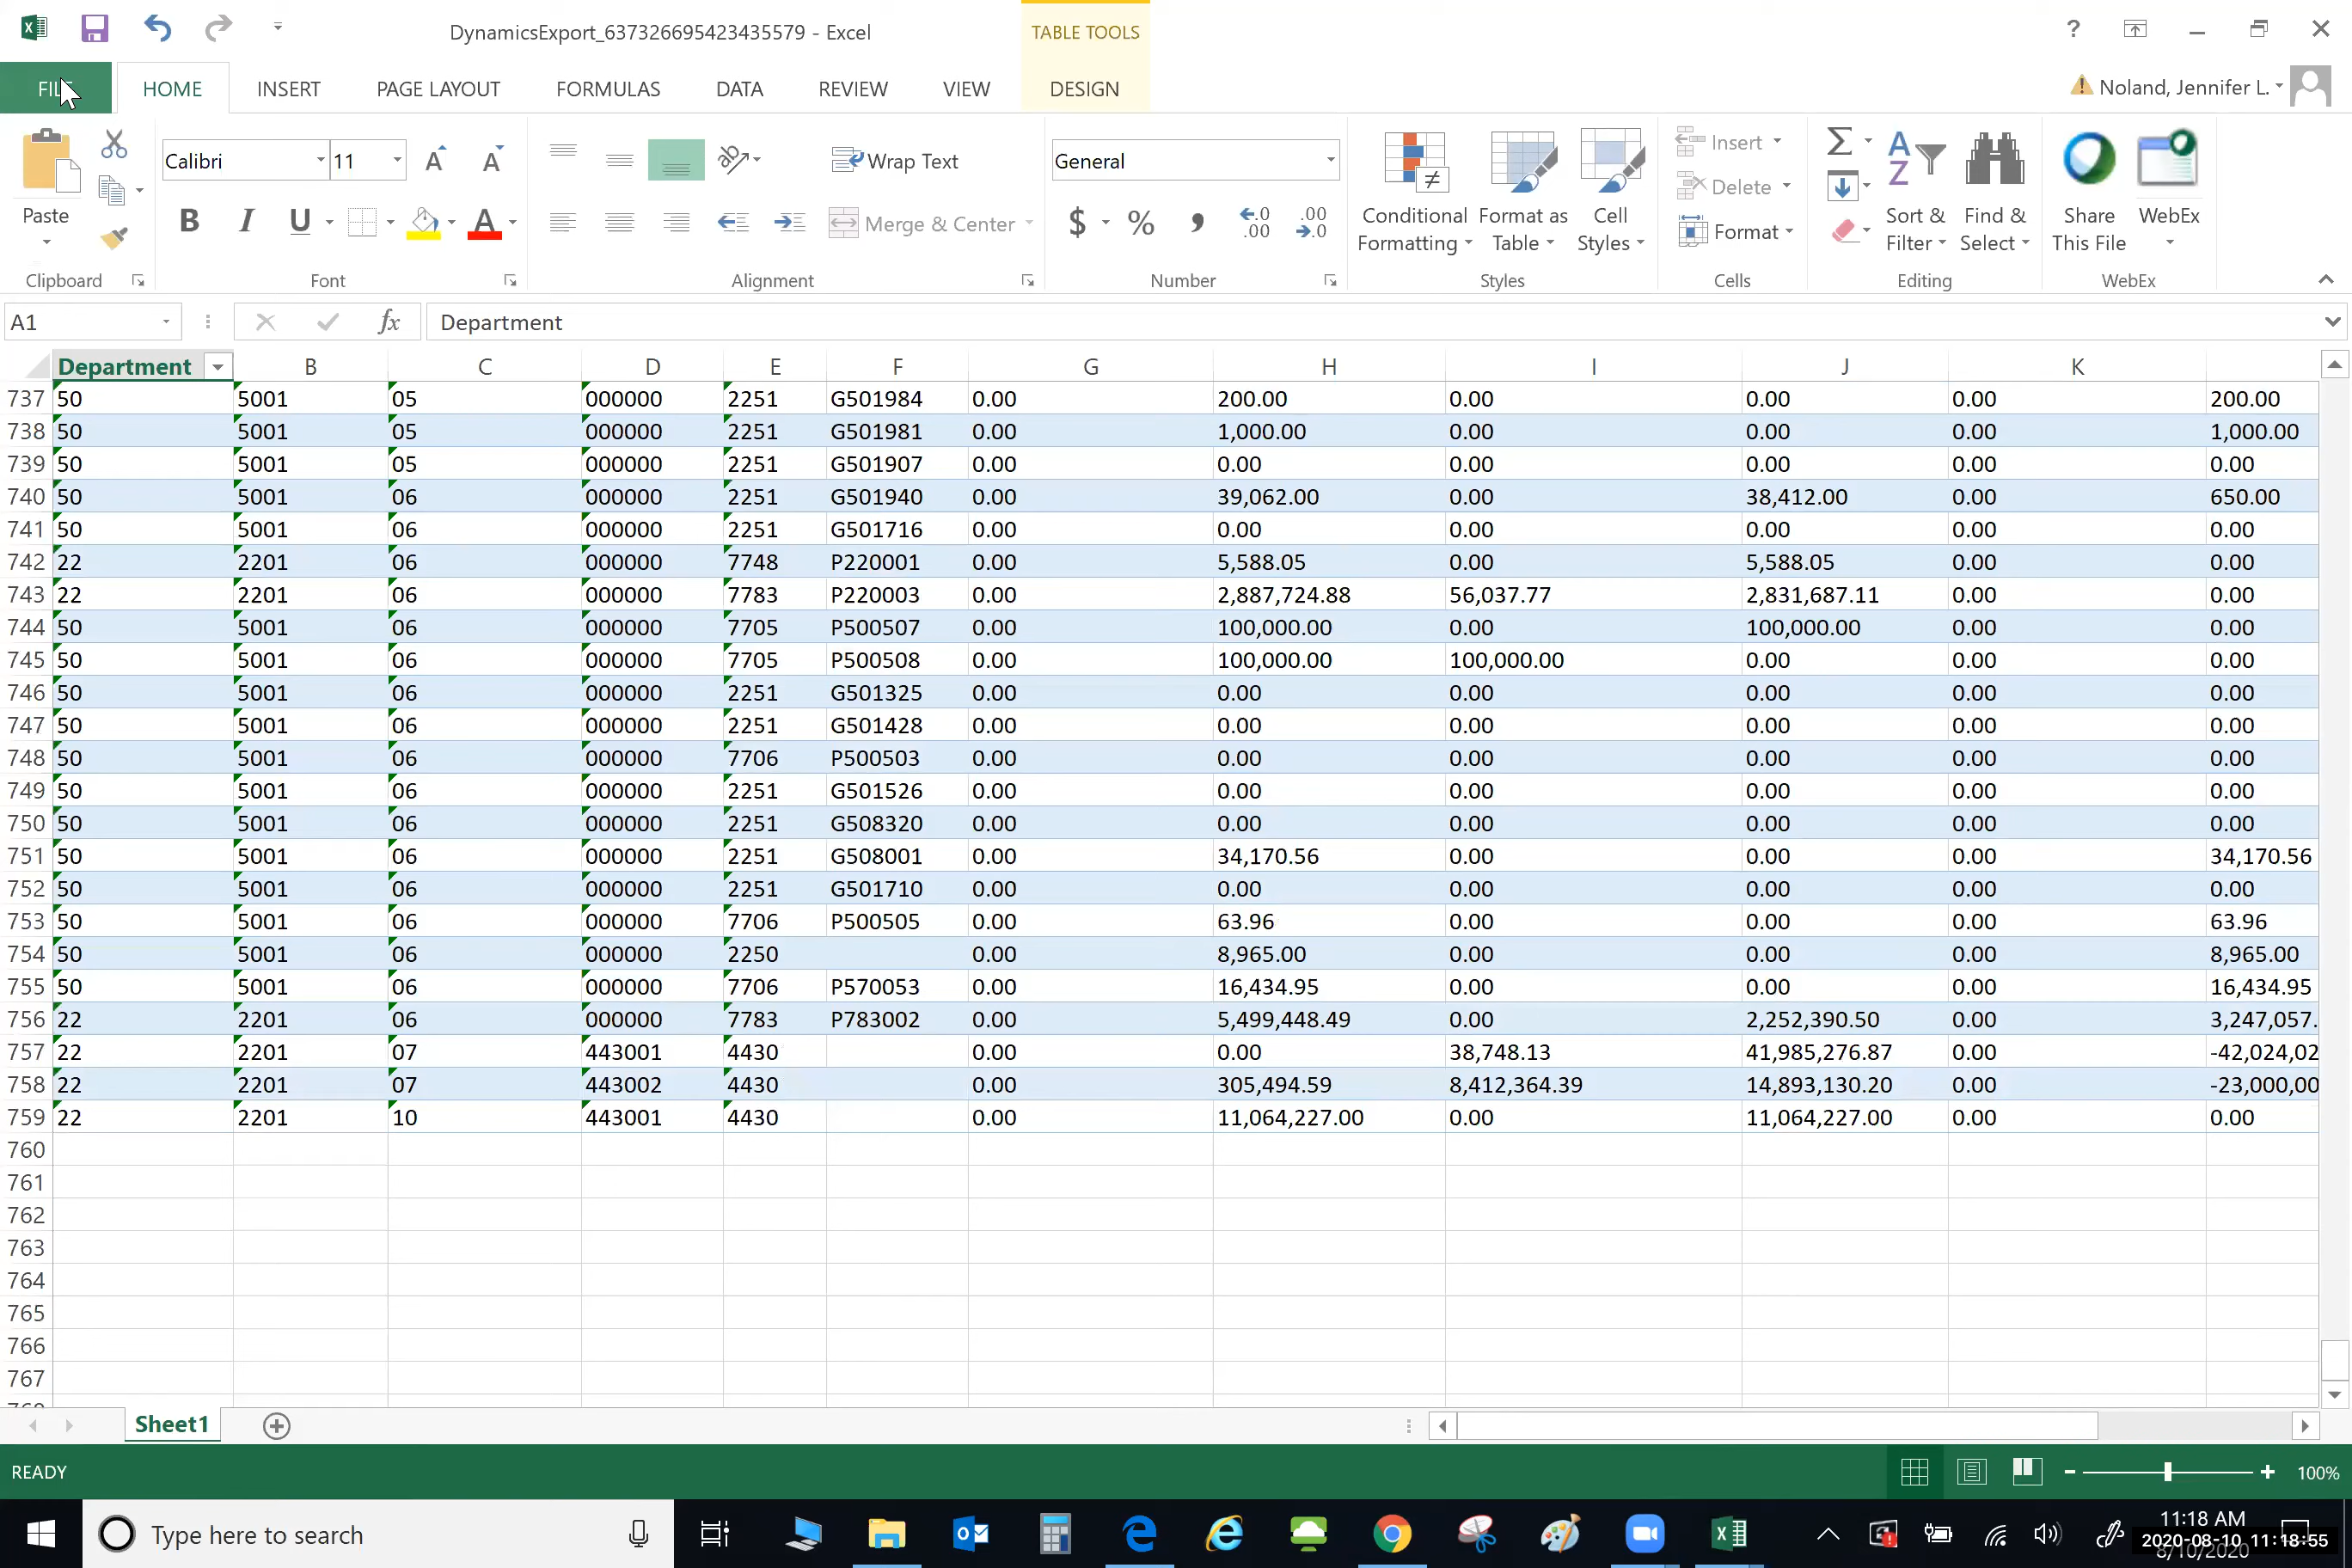 DynamicsExport_637326695423435579 - Excel
TABLE TOOLS
?
FILE HOME INSERT PAGE LAYOUT FORMULAS DATA REVIEW VIEW DESIGN
Noland, Jennifer L.
Calibri 11 Wrap Text General Insert
Delete
Paste B I U A Merge & Center $ % , Conditional Formatting Format as Table Cell Styles Format Sort & Filter Find & Select Share This File WebEx
Clipboard Font Alignment Number Styles Cells Editing WebEx
A1 fx Department
Department B C D E F G H I J K
737 50 5001 05 000000 2251 G501984 0.00 200.00 0.00 0.00 0.00 200.00
738 50 5001 05 000000 2251 G501981 0.00 1,000.00 0.00 0.00 0.00 1,000.00
739 50 5001 05 000000 2251 G501907 0.00 0.00 0.00 0.00 0.00 0.00
740 50 5001 06 000000 2251 G501940 0.00 39,062.00 0.00 38,412.00 0.00 650.00
741 50 5001 06 000000 2251 G501716 0.00 0.00 0.00 0.00 0.00 0.00
742 22 2201 06 000000 7748 P220001 0.00 5,588.05 0.00 5,588.05 0.00 0.00
743 22 2201 06 000000 7783 P220003 0.00 2,887,724.88 56,037.77 2,831,687.11 0.00 0.00
744 50 5001 06 000000 7705 P500507 0.00 100,000.00 0.00 100,000.00 0.00 0.00
745 50 5001 06 000000 7705 P500508 0.00 100,000.00 100,000.00 0.00 0.00 0.00
746 50 5001 06 000000 2251 G501325 0.00 0.00 0.00 0.00 0.00 0.00
747 50 5001 06 000000 2251 G501428 0.00 0.00 0.00 0.00 0.00 0.00
748 50 5001 06 000000 7706 P500503 0.00 0.00 0.00 0.00 0.00 0.00
749 50 5001 06 000000 2251 G501526 0.00 0.00 0.00 0.00 0.00 0.00
750 50 5001 06 000000 2251 G508320 0.00 0.00 0.00 0.00 0.00 0.00
751 50 5001 06 000000 2251 G508001 0.00 34,170.56 0.00 0.00 0.00 34,170.56
752 50 5001 06 000000 2251 G501710 0.00 0.00 0.00 0.00 0.00 0.00
753 50 5001 06 000000 7706 P500505 0.00 63.96 0.00 0.00 0.00 63.96
754 50 5001 06 000000 2250 0.00 8,965.00 0.00 0.00 0.00 8,965.00
755 50 5001 06 000000 7706 P570053 0.00 16,434.95 0.00 0.00 0.00 16,434.95
756 22 2201 06 000000 7783 P783002 0.00 5,499,448.49 0.00 2,252,390.50 0.00 3,247,057.
757 22 2201 07 443001 4430 0.00 0.00 38,748.13 41,985,276.87 0.00 -42,024,02
758 22 2201 07 443002 4430 0.00 305,494.59 8,412,364.39 14,893,130.20 0.00 -23,000,00
759 22 2201 10 443001 4430 0.00 11,064,227.00 0.00 11,064,227.00 0.00 0.00
760
761
762
763
764
765
766
767
Sheet1
READY 100%
Type here to search
11:18 AM
2020-08-10 11:18:55